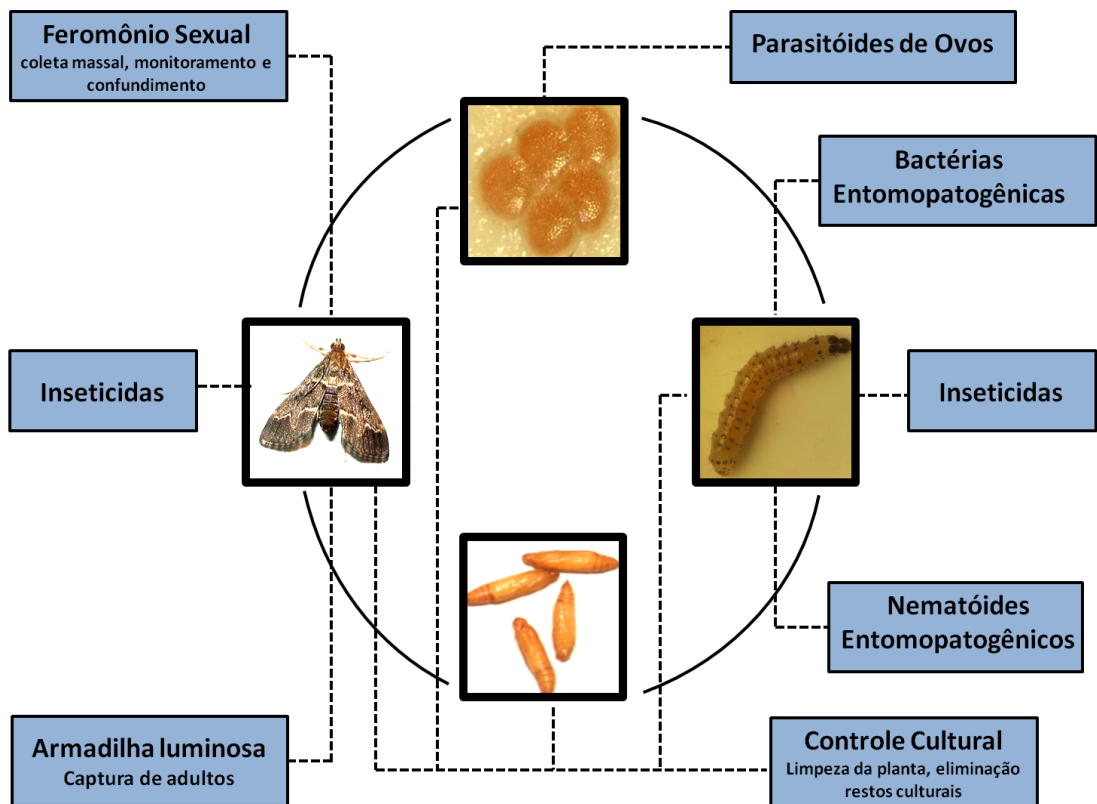 Feromônio Sexual
coleta massal, monitoramento e
confundimento
Parasitóides de Ovos
Bactérias
Entomopatogênicas
Inseticidas
Inseticidas
Nematóides
Entomopatogênicos
Armadilha luminosa
Captura de adultos
Controle Cultural
Limpeza da planta, eliminação
restos culturais